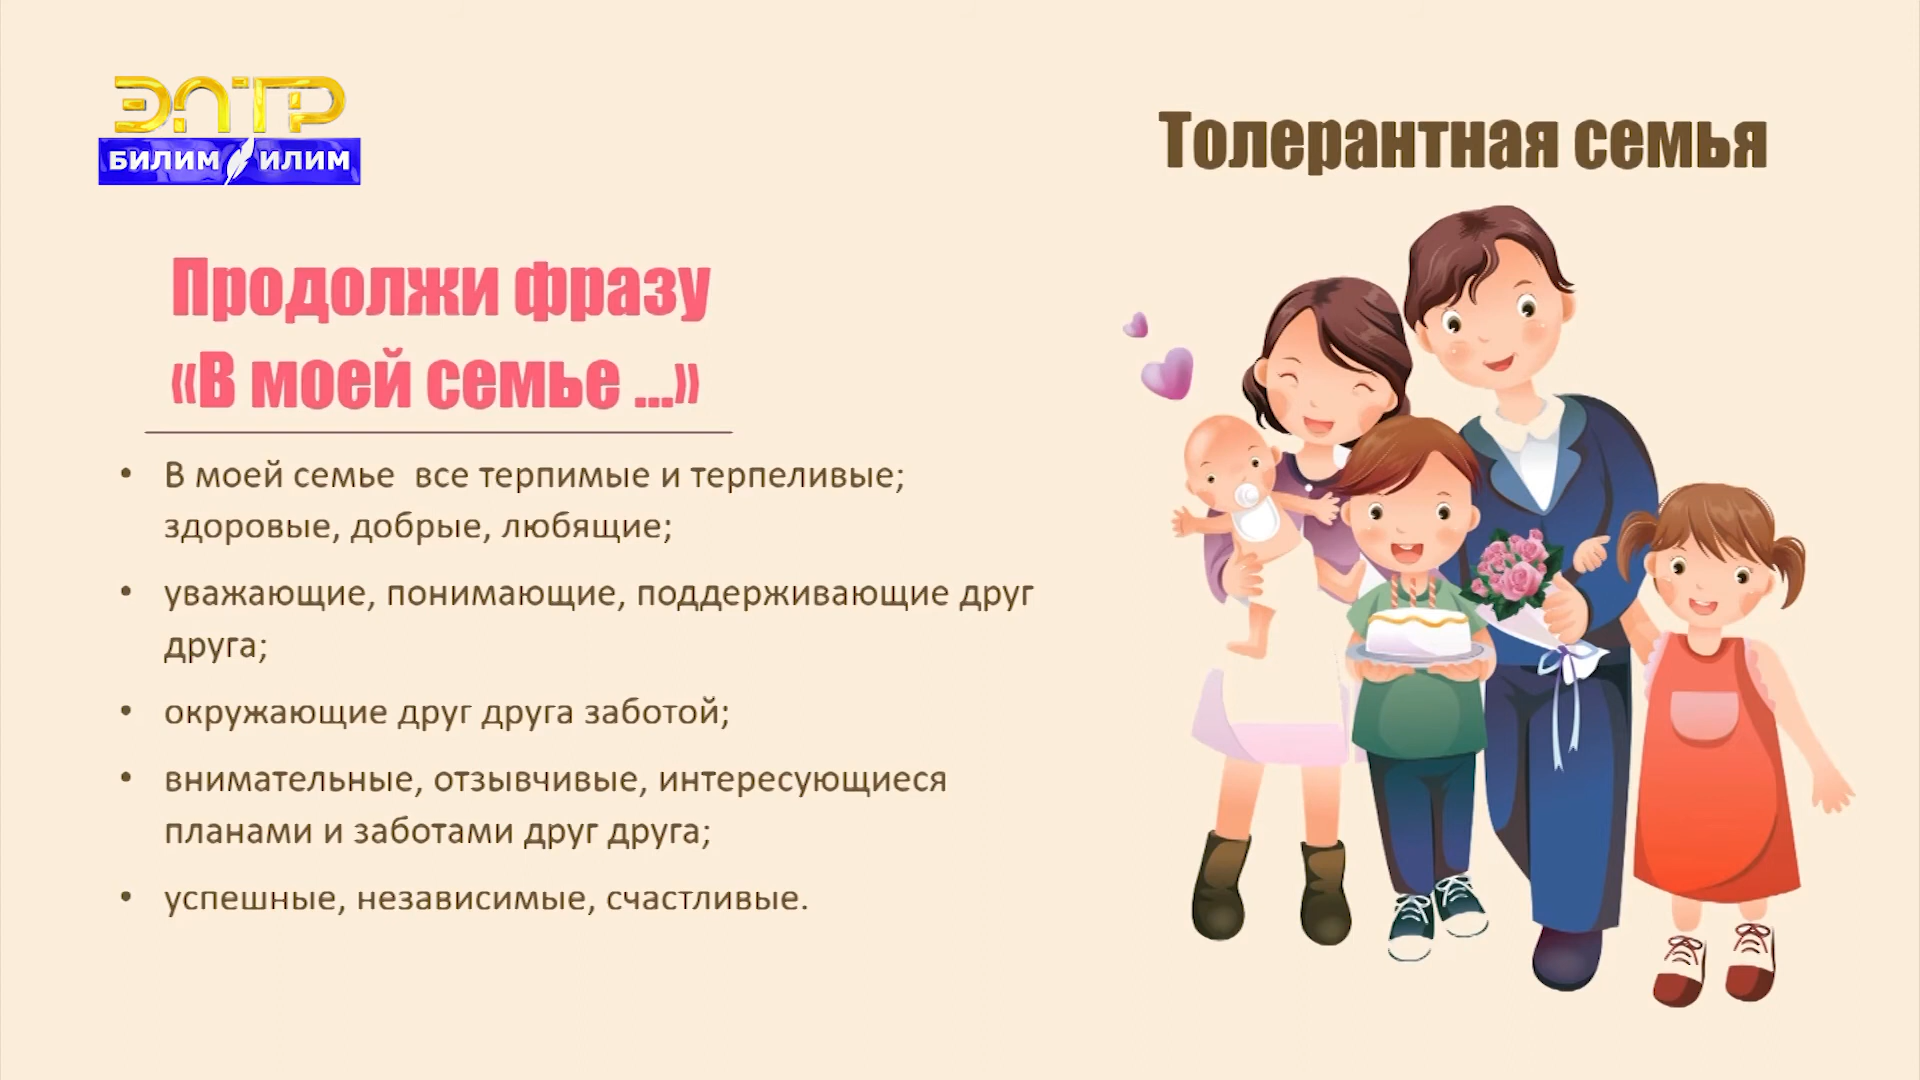 ЭЛТР
БИЛИМ ИЛИМ
Толерантная семья
Продолжи фразу
«В моей семье ...»
• В моей семье  все терпимые и терпеливые;
здоровые, добрые, любящие;
• уважающие, понимающие, поддерживающие друг
друга;
• окружающие друг друга заботой;
• внимательные, отзывчивые, интересующиеся
планами и заботами друг друга;
• успешные, независимые, счастливые.